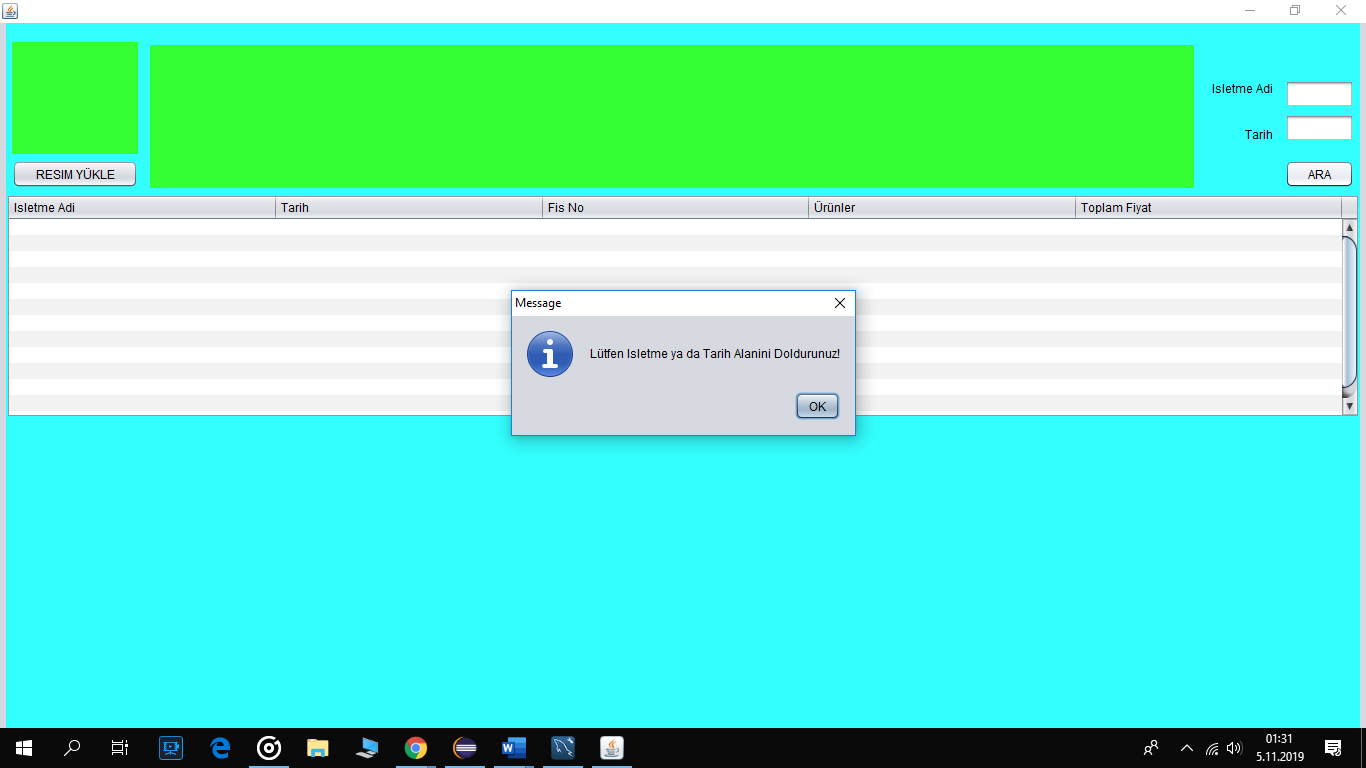 Isletme Adi
Tarih
RESIM YÜKLE
ARA
Isletme Adi Tarih Fis No Ürünler Toplam Fiyat
Message
Lütfen Isletme ya da Tarih Alanini Doldurunuz!
OK
01:31
5.11.2019